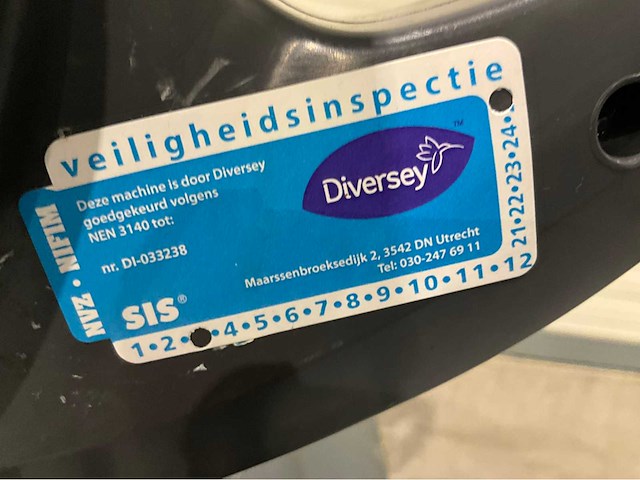 veiligheidsinspectie
Deze machine is door Diversey
goedgekeurd volgens
NEN 3140 tot:
nr. DI-033238
Diversey™
Maarssenbroeksedijk 2, 3542 DN Utrecht
Tel: 030-247 69 11
NVZ • NIFIM
SIS®
1•2• •4•5•6•7•8•9•10•11•12
21•22•23•24•